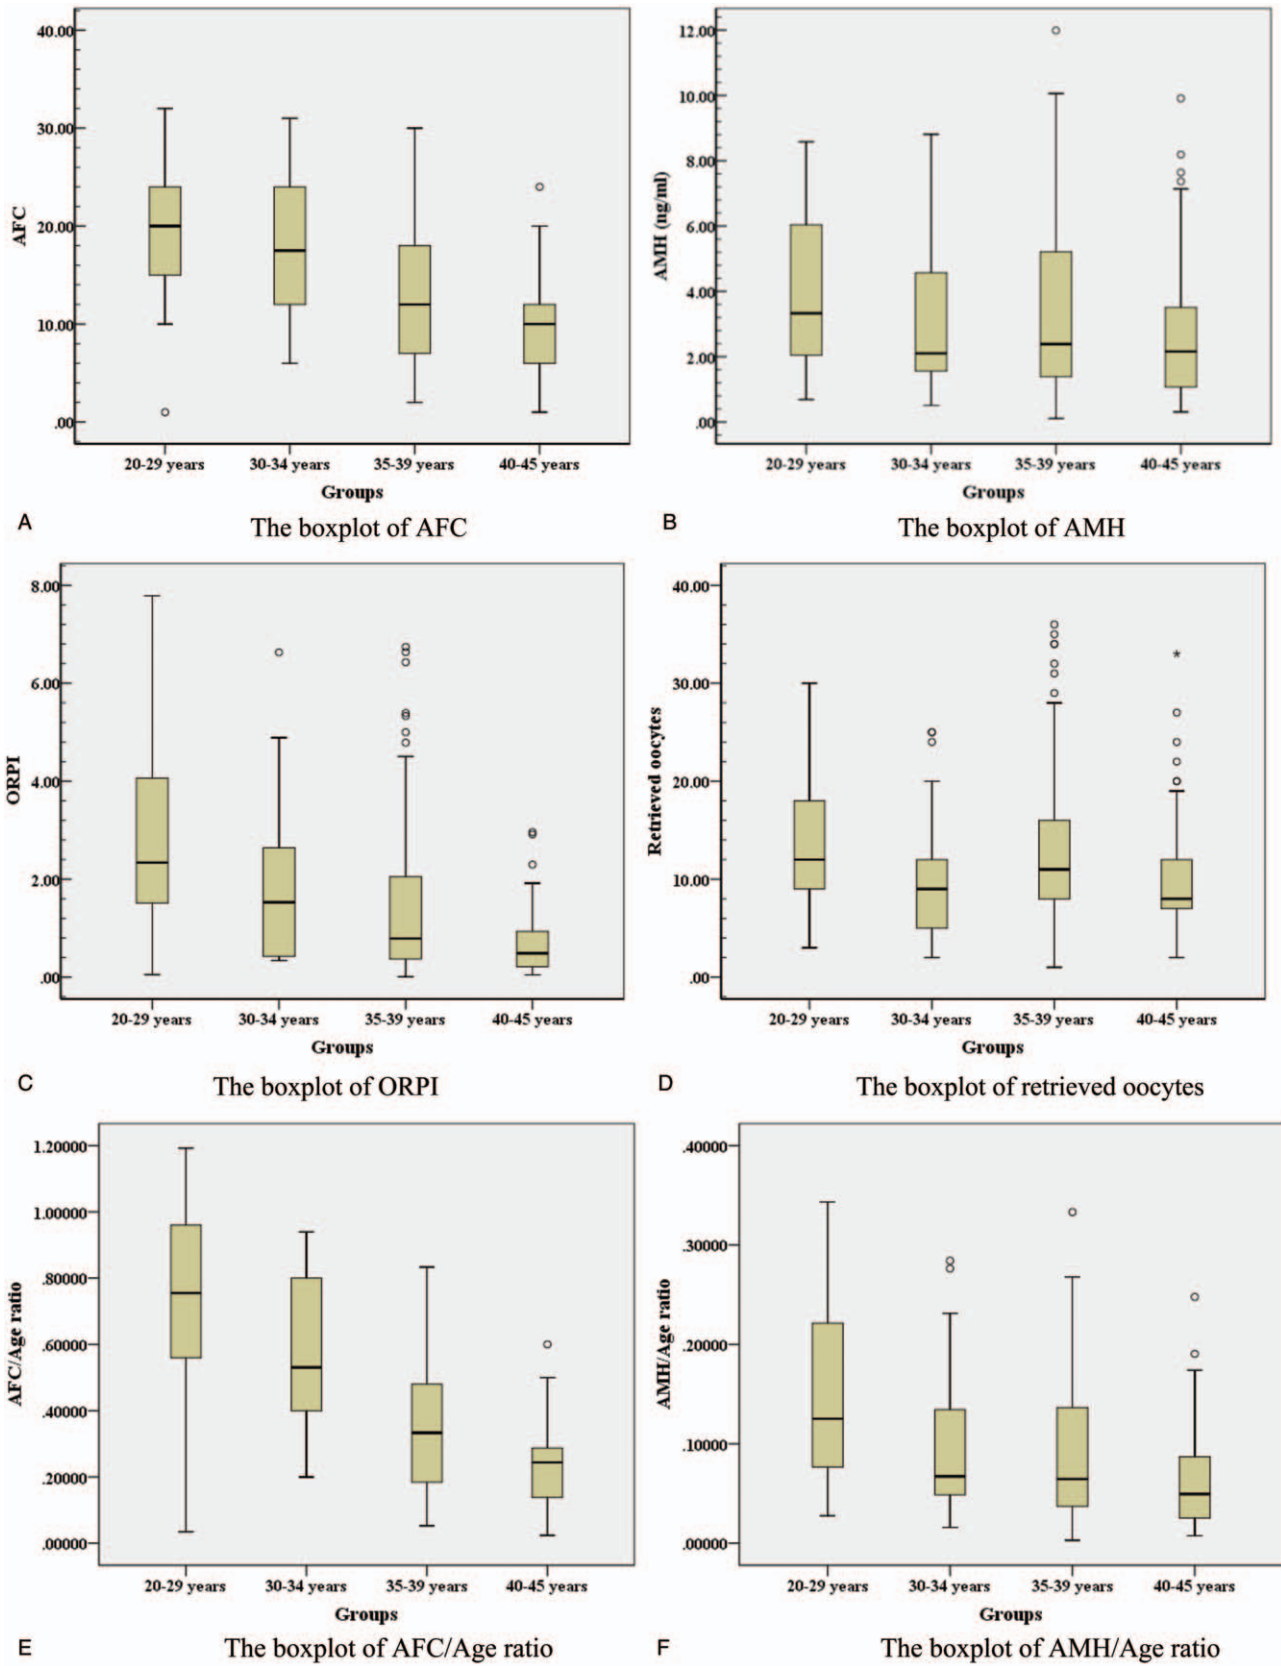 40.00
30.00
20.00
10.00
.00
AFC
20-29 years 30-34 years 35-39 years 40-45 years
Groups
A The boxplot of AFC
12.00
10.00
8.00
6.00
4.00
2.00
.00
AMH (ng/ml)
20-29 years 30-34 years 35-39 years 40-45 years
Groups
B The boxplot of AMH
8.00
6.00
4.00
2.00
.00
ORPI
20-29 years 30-34 years 35-39 years 40-45 years
Groups
C The boxplot of ORPI
40.00
30.00
20.00
10.00
.00
Retrieved oocytes
20-29 years 30-34 years 35-39 years 40-45 years
Groups
D The boxplot of retrieved oocytes
1.20000
1.00000
.80000
.60000
.40000
.20000
.00000
AFC/Age ratio
20-29 years 30-34 years 35-39 years 40-45 years
Groups
E The boxplot of AFC/Age ratio
.40000
.30000
.20000
.10000
.00000
AMH/Age ratio
20-29 years 30-34 years 35-39 years 40-45 years
Groups
F The boxplot of AMH/Age ratio